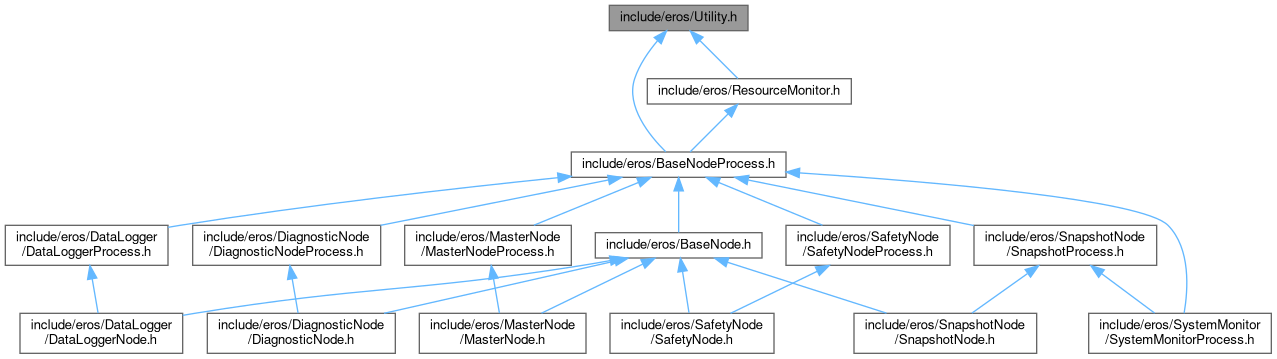 include/eros/Utility.h
include/eros/ResourceMonitor.h
include/eros/BaseNodeProcess.h
include/eros/DataLogger
/DataLoggerProcess.h
include/eros/DiagnosticNode
/DiagnosticNodeProcess.h
include/eros/MasterNode
/MasterNodeProcess.h
include/eros/BaseNode.h
include/eros/SafetyNode
/SafetyNodeProcess.h
include/eros/SnapshotNode
/SnapshotProcess.h
include/eros/DataLogger
/DataLoggerNode.h
include/eros/DiagnosticNode
/DiagnosticNode.h
include/eros/MasterNode
/MasterNode.h
include/eros/SafetyNode
/SafetyNode.h
include/eros/SnapshotNode
/SnapshotNode.h
include/eros/SystemMonitor
/SystemMonitorProcess.h